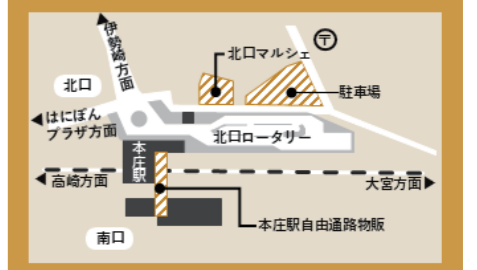 伊勢崎方面
〒
北口マルシェ
北口
駐車場
はにぽん
プラザ方面
北口ロータリー
本庄駅
高崎方面
大宮方面
本庄駅自由通路物販
南口